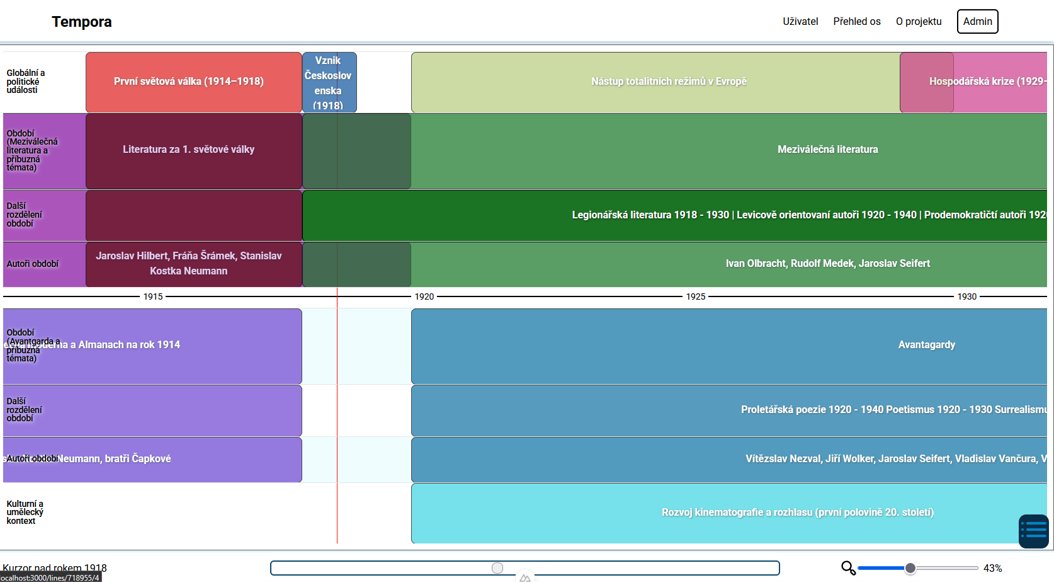 Tempora
Uživatel
Přehled os
O projektu
Admin
Globální a
politické
události
První světová válka (1914–1918)
Vznik
Českoslov
enska
(1918)
Nástup totalitních režimů v Evropě
Hospodářská krize (1929–
Období
(Meziválečná
literatura a
příbuzná
témata)
Literatura za 1. světové války
Meziválečná literatura
Další
rozdělení
období
Legionářská literatura 1918 - 1930 | Levicově orientovaní autoři 1920 - 1940 | Prodemokratičtí autoři 192
Autoři období
Jaroslav Hilbert, Fráňa Šrámek, Stanislav
Kostka Neumann
Ivan Olbracht, Rudolf Medek, Jaroslav Seifert
1915
1920
1925
1930
Období
(Avantgarda a
příbuzná
témata)
a Almanach na rok 1914
Avantagardy
Další
rozdělení
období
Proletářská poezie 1920 - 1940 Poetismus 1920 - 1930 Surrealismu
Autoři období
Neumann, bratři Čapkové
Vítězslav Nezval, Jiří Wolker, Jaroslav Seifert, Vladislav Vančura, V
Kulturní a
umělecký
kontext
Rozvoj kinematografie a rozhlasu (první polovině 20. století)
Kurzor nad rokem 1918
localhost:3000/lines/718955/4
43%